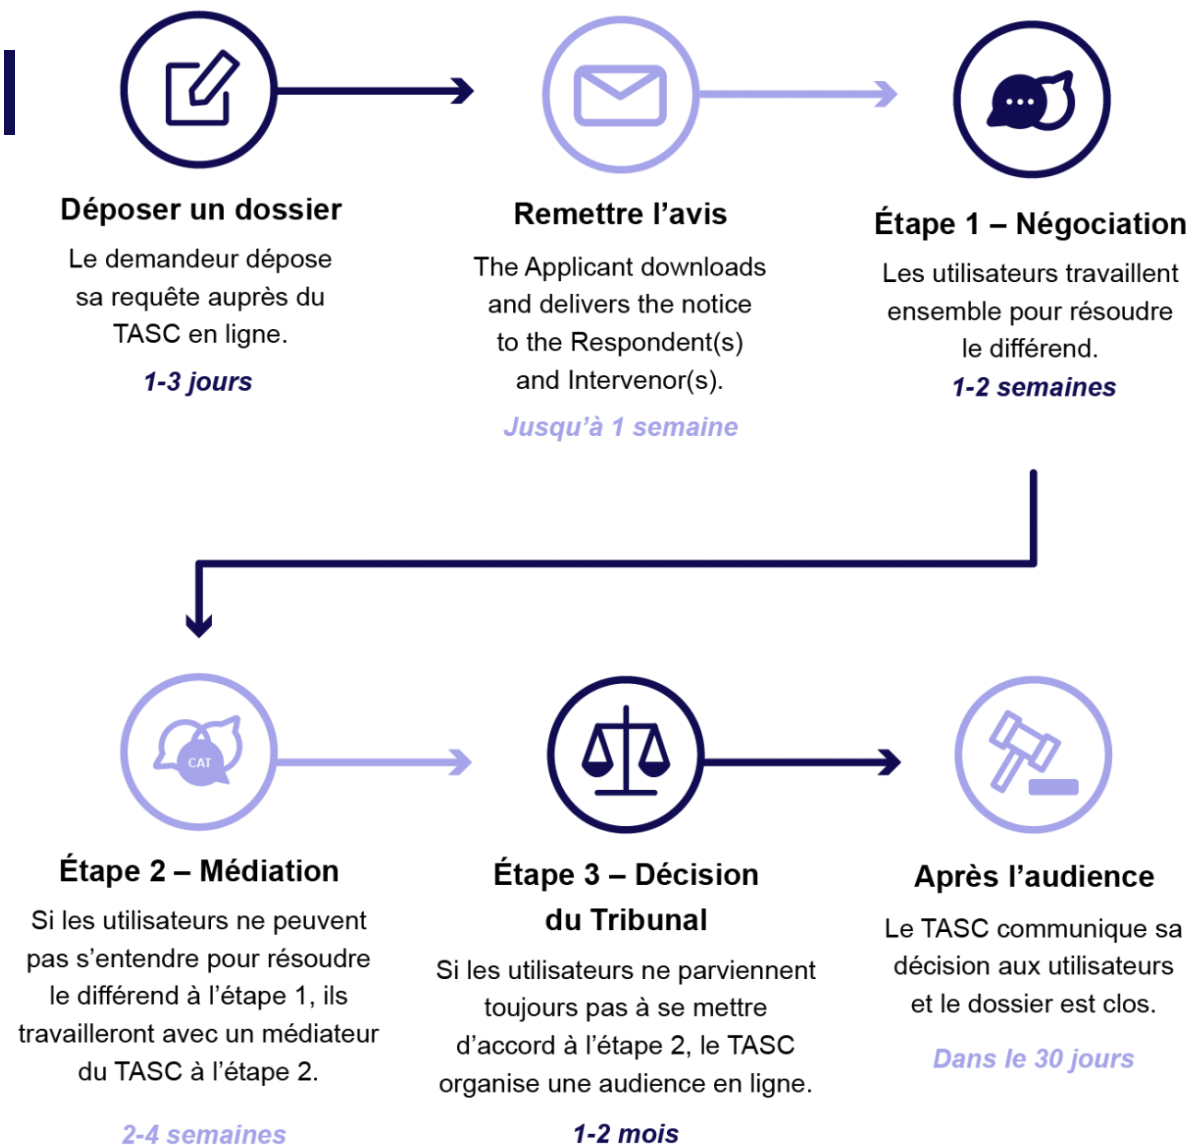 Déposer un dossier
Le demandeur dépose
sa requête auprès du
TASC en ligne.
1-3 jours
Remettre l’avis
The Applicant downloads
and delivers the notice
to the Respondent(s)
and Intervenor(s).
Jusqu’à 1 semaine
Étape 1 – Négociation
Les utilisateurs travaillent
ensemble pour résoudre
le différend.
1-2 semaines
CAT
Étape 2 – Médiation
Si les utilisateurs ne peuvent
pas s’entendre pour résoudre
le différend à l’étape 1, ils
travailleront avec un médiateur
du TASC à l’étape 2.
2-4 semaines
Étape 3 – Décision
du Tribunal
Si les utilisateurs ne parviennent
toujours pas à se mettre
d’accord à l’étape 2, le TASC
organise une audience en ligne.
1-2 mois
Après l’audience
Le TASC communique sa
décision aux utilisateurs
et le dossier est clos.
Dans le 30 jours